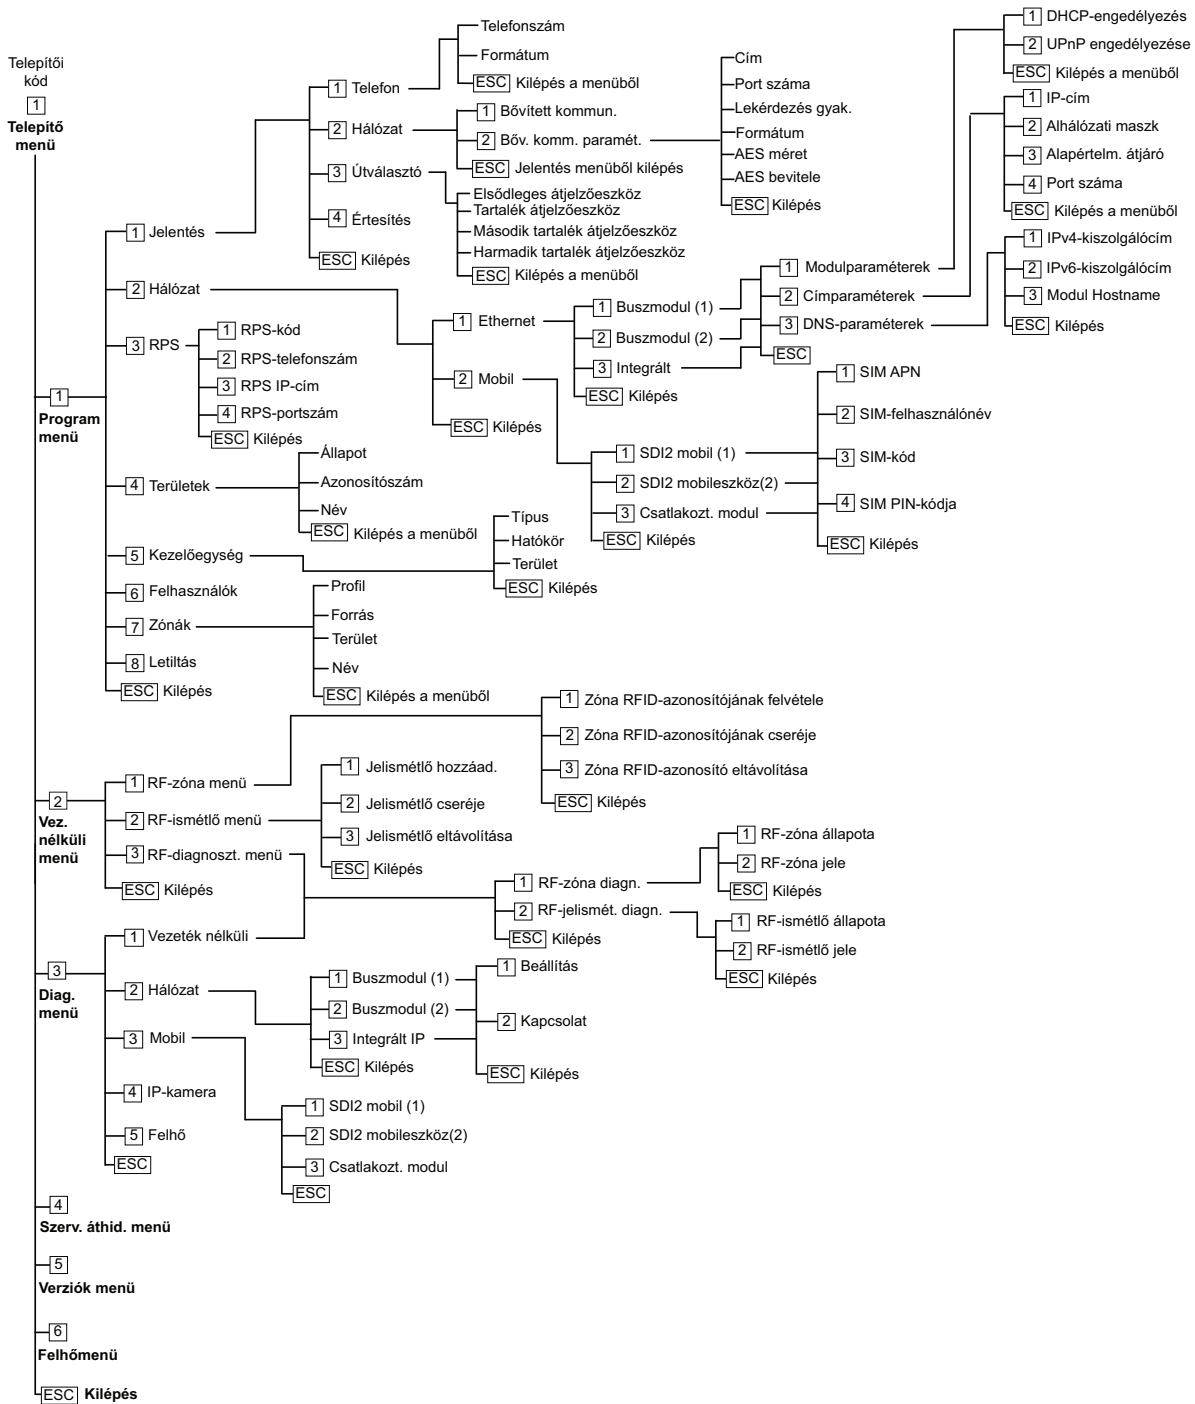 Telepítői
kód
1
Telepítő
menü
1
Program
menü
1 Jelentés
1 Telefon
Telefonszám
Formátum
ESC Kilépés a menüből
2 Hálózat
1 Bővített kommun.
2 Bőv. komm. paramét.
Cím
Port száma
Lekérdezés gyak.
Formátum
AES méret
AES bevitele
ESC Kilépés
ESC Jelentés menüből kilépés
3 Útválasztó
Elsődleges átjelzőeszköz
Tartalék átjelzőeszköz
Második tartalék átjelzőeszköz
Harmadik tartalék átjelzőeszköz
ESC Kilépés a menüből
4 Értesítés
ESC Kilépés
2 Hálózat
1 Ethernet
1 Buszmodul (1)
2 Buszmodul (2)
3 Integrált
ESC Kilépés
1 Modulparaméterek
1 DHCP-engedélyezés
2 UPnP engedélyezése
ESC Kilépés a menüből
2 Címparaméterek
1 IP-cím
2 Alhálózati maszk
3 Alapértelm. átjáró
4 Port száma
ESC Kilépés a menüből
3 DNS-paraméterek
1 IPv4-kiszolgálócím
2 IPv6-kiszolgálócím
3 Modul Hostname
ESC Kilépés
ESC
2 Mobil
1 SDI2 mobil (1)
2 SDI2 mobileszköz(2)
3 Csatlakozt. modul
ESC Kilépés
1 SIM APN
2 SIM-felhasználónév
3 SIM-kód
4 SIM PIN-kódja
ESC Kilépés
ESC Kilépés
3 RPS
1 RPS-kód
2 RPS-telefonszám
3 RPS IP-cím
4 RPS-portszám
ESC Kilépés
4 Területek
Állapot
Azonosítószám
Név
ESC Kilépés a menüből
5 Kezelőegység
Típus
Hatókör
Terület
ESC Kilépés
6 Felhasználók
7 Zónák
Profil
Forrás
Terület
Név
ESC Kilépés a menüből
8 Letiltás
ESC Kilépés
2
Vez.
nélküli
menü
1 RF-zóna menü
1 Zóna RFID-azonosítójának felvétele
2 Zóna RFID-azonosítójának cseréje
3 Zóna RFID-azonosító eltávolítása
ESC Kilépés
2 RF-ismétlő menü
1 Jelismétlő hozzáad.
2 Jelismétlő cseréje
3 Jelismétlő eltávolítása
ESC Kilépés
3 RF-diagnoszt. menü
ESC Kilépés
1 RF-zóna diagn.
1 RF-zóna állapota
2 RF-zóna jele
ESC Kilépés
2 RF-jelismét. diagn.
1 RF-ismétlő állapota
2 RF-ismétlő jele
ESC Kilépés
ESC Kilépés
3
Diag.
menü
1 Vezeték nélküli
2 Hálózat
1 Buszmodul (1)
2 Buszmodul (2)
3 Integrált IP
ESC Kilépés
1 Beállítás
2 Kapcsolat
ESC Kilépés
3 Mobil
1 SDI2 mobil (1)
2 SDI2 mobileszköz(2)
3 Csatlakozt. modul
ESC
4 IP-kamera
5 Felhő
ESC
4
Szerv. áthid. menü
5
Verziók menü
6
Felhőmenü
ESC Kilépés